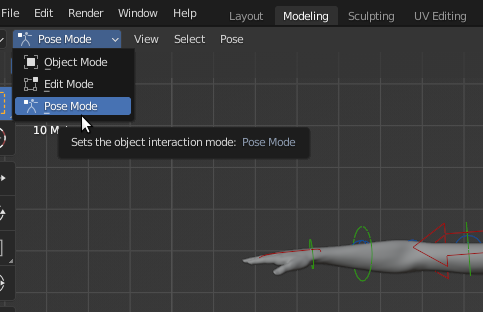 File Edit Render Window Help
Layout Modeling Sculpting UV Editing
Pose Mode View Select Pose
Object Mode
Edit Mode
Pose Mode
10 M
Sets the object interaction mode: Pose Mode